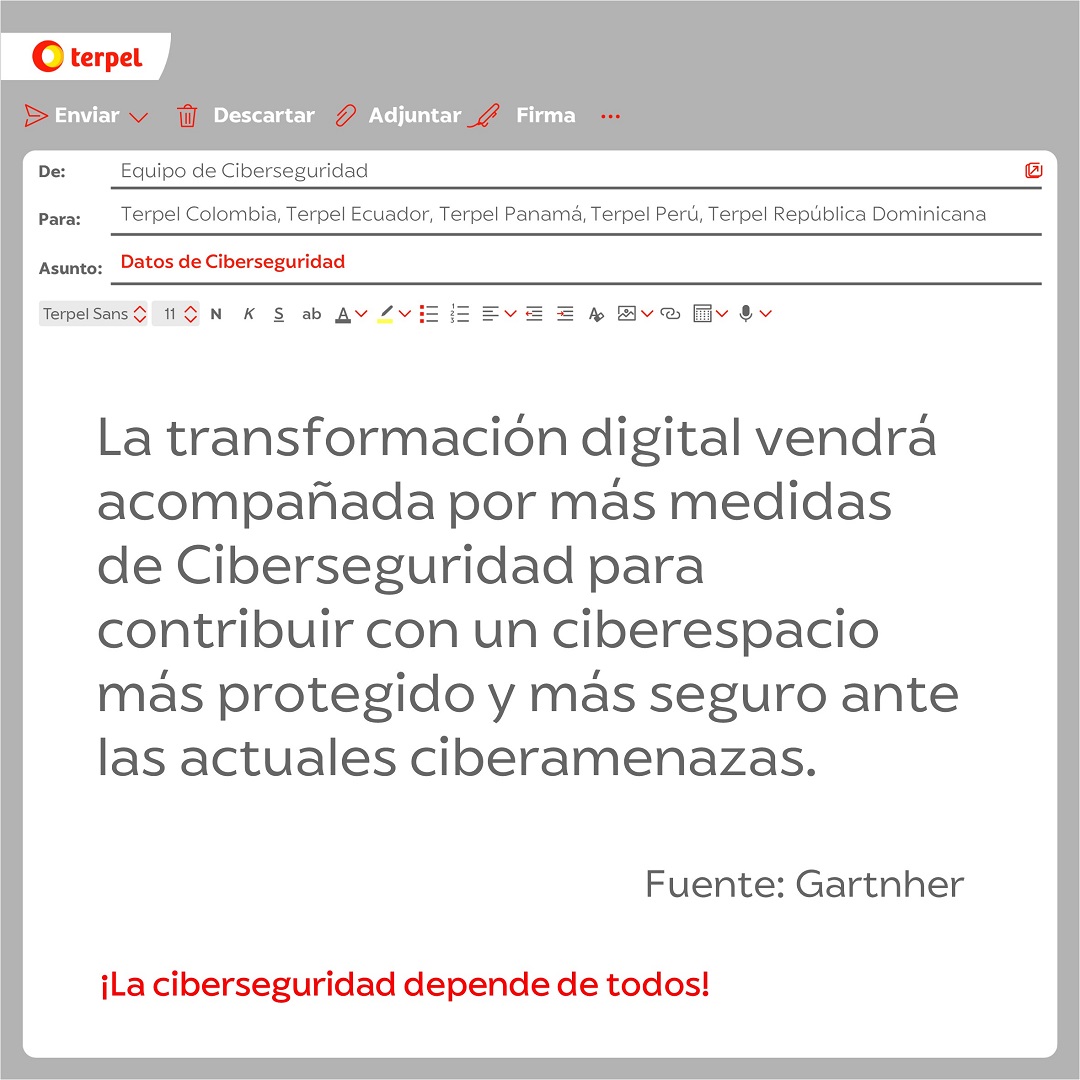 terpel
Enviar Descartar Adjuntar Firma ...
De: Equipo de Ciberseguridad
Para: Terpel Colombia, Terpel Ecuador, Terpel Panamá, Terpel Perú, Terpel República Dominicana
Asunto: Datos de Ciberseguridad
Terpel Sans 11 N K S ab A
La transformación digital vendrá
acompañada por más medidas
de Ciberseguridad para
contribuir con un ciberespacio
más protegido y más seguro ante
las actuales ciberamenazas.
Fuente: Gartnher
¡La ciberseguridad depende de todos!